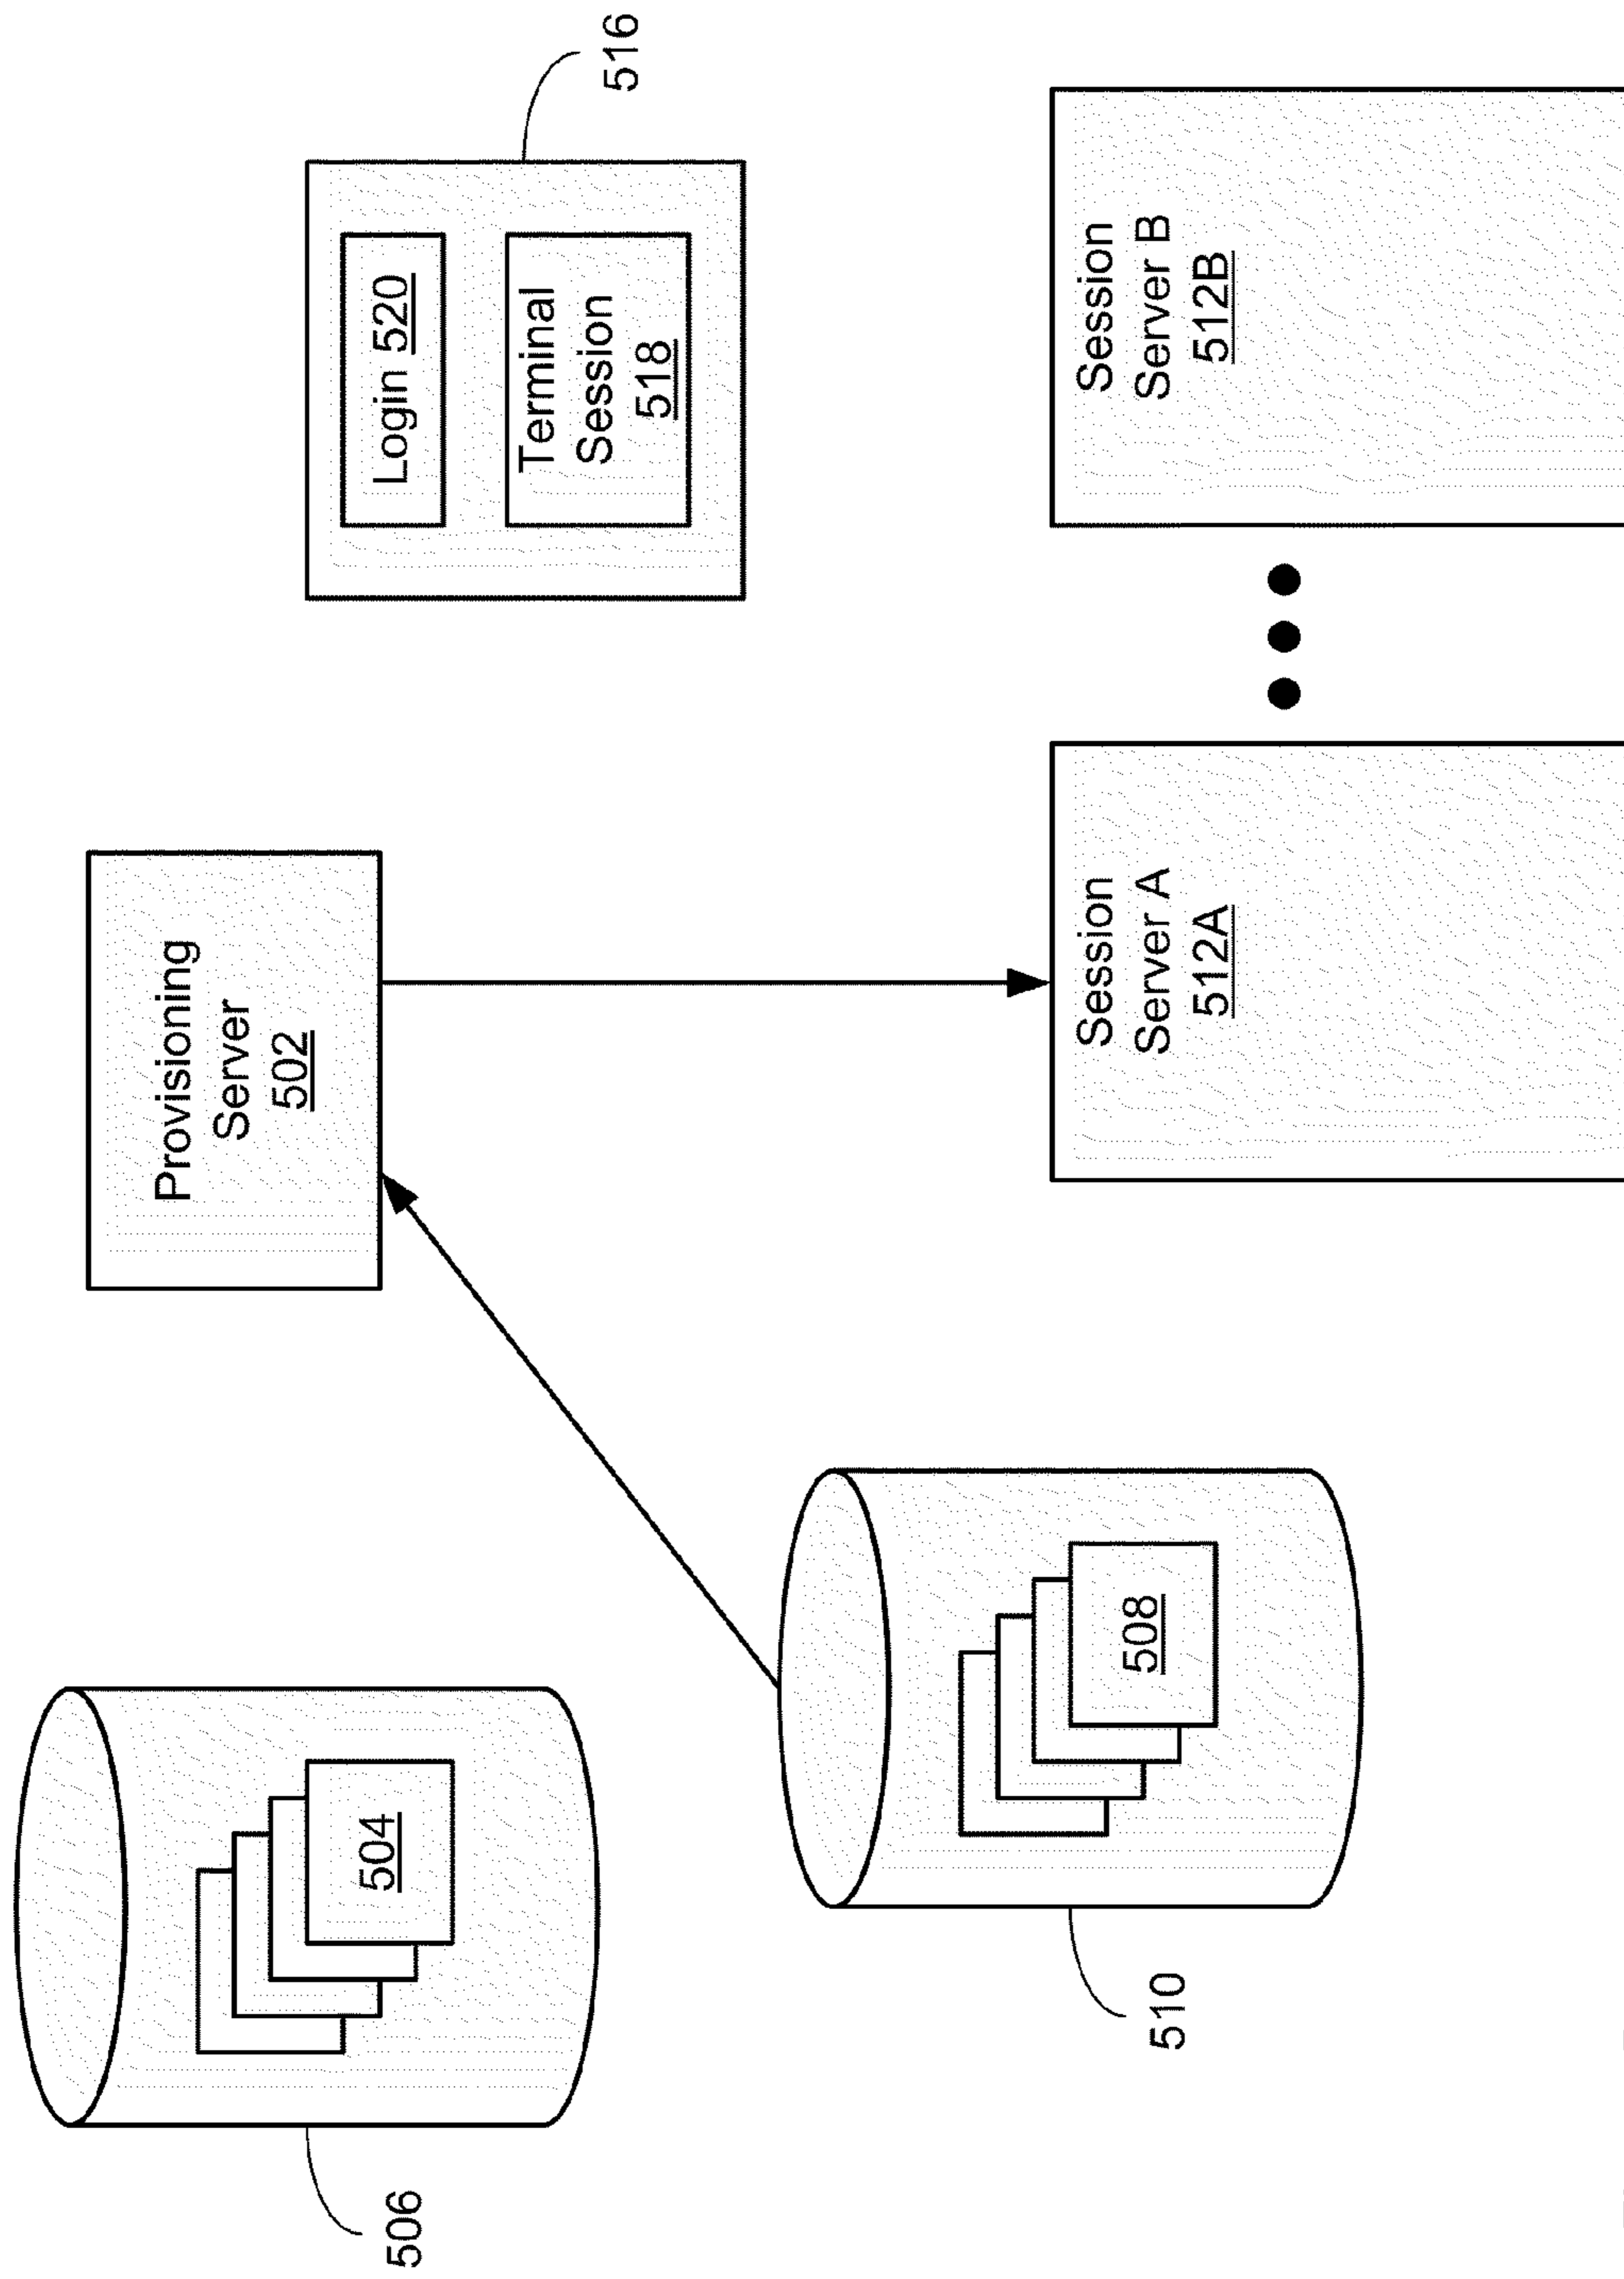 506
504
Provisioning
Server
502
516
Login 520
Terminal
Session
518
510
508
Session
Server A
512A
Session
Server B
512B